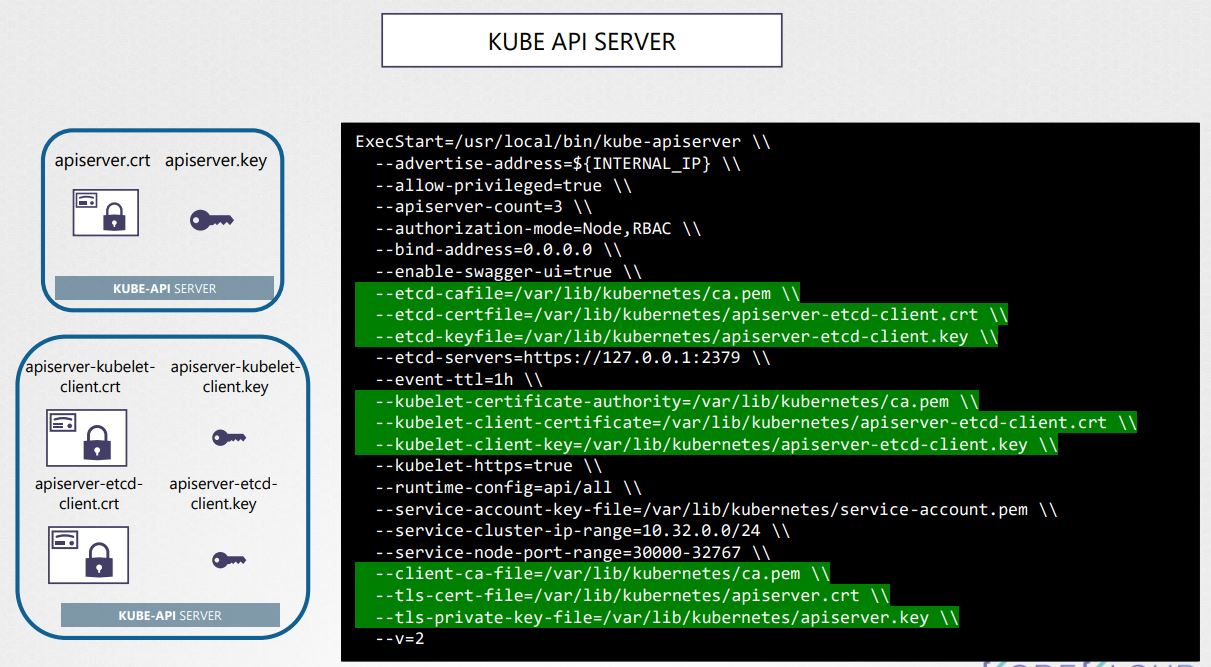 KUBE API SERVER
apiserver.crt apiserver.key
KUBE-API SERVER
apiserver-kubelet-
client.crt
apiserver-kubelet-
client.key
apiserver-etcd-
client.crt
apiserver-etcd-
client.key
KUBE-API SERVER
ExecStart=/usr/local/bin/kube-apiserver \\
--advertise-address=${INTERNAL_IP} \\
--allow-privileged=true \\
--apiserver-count=3 \\
--authorization-mode=Node,RBAC \\
--bind-address=0.0.0.0 \\
--enable-swagger-ui=true \\
--etcd-cafile=/var/lib/kubernetes/ca.pem \\
--etcd-certfile=/var/lib/kubernetes/apiserver-etcd-client.crt \\
--etcd-keyfile=/var/lib/kubernetes/apiserver-etcd-client.key \\
--etcd-servers=https://127.0.0.1:2379 \\
--event-ttl=1h \\
--kubelet-certificate-authority=/var/lib/kubernetes/ca.pem \\
--kubelet-client-certificate=/var/lib/kubernetes/apiserver-etcd-client.crt \\
--kubelet-client-key=/var/lib/kubernetes/apiserver-etcd-client.key \\
--kubelet-https=true \\
--runtime-config=api/all \\
--service-account-key-file=/var/lib/kubernetes/service-account.pem \\
--service-cluster-ip-range=10.32.0.0/24 \\
--service-node-port-range=30000-32767 \\
--client-ca-file=/var/lib/kubernetes/ca.pem \\
--tls-cert-file=/var/lib/kubernetes/apiserver.crt \\
--tls-private-key-file=/var/lib/kubernetes/apiserver.key \\
--v=2